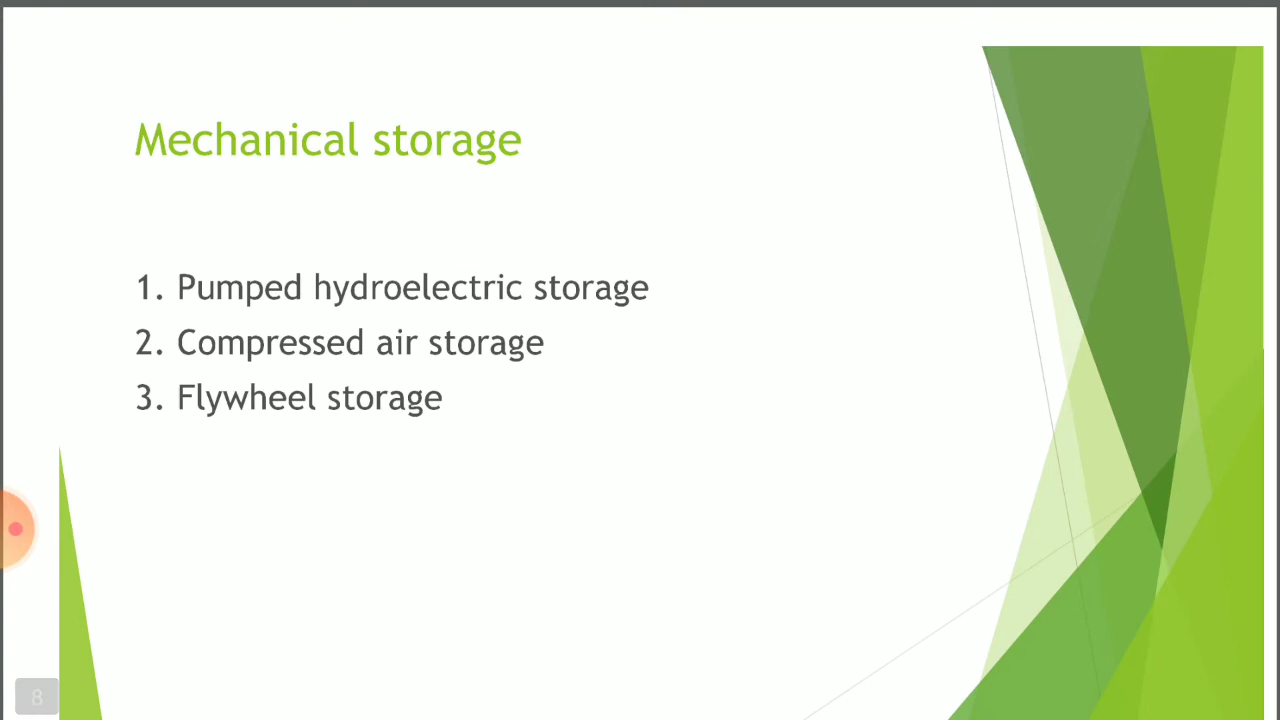 Mechanical storage
1. Pumped hydroelectric storage
2. Compressed air storage
3. Flywheel storage
8